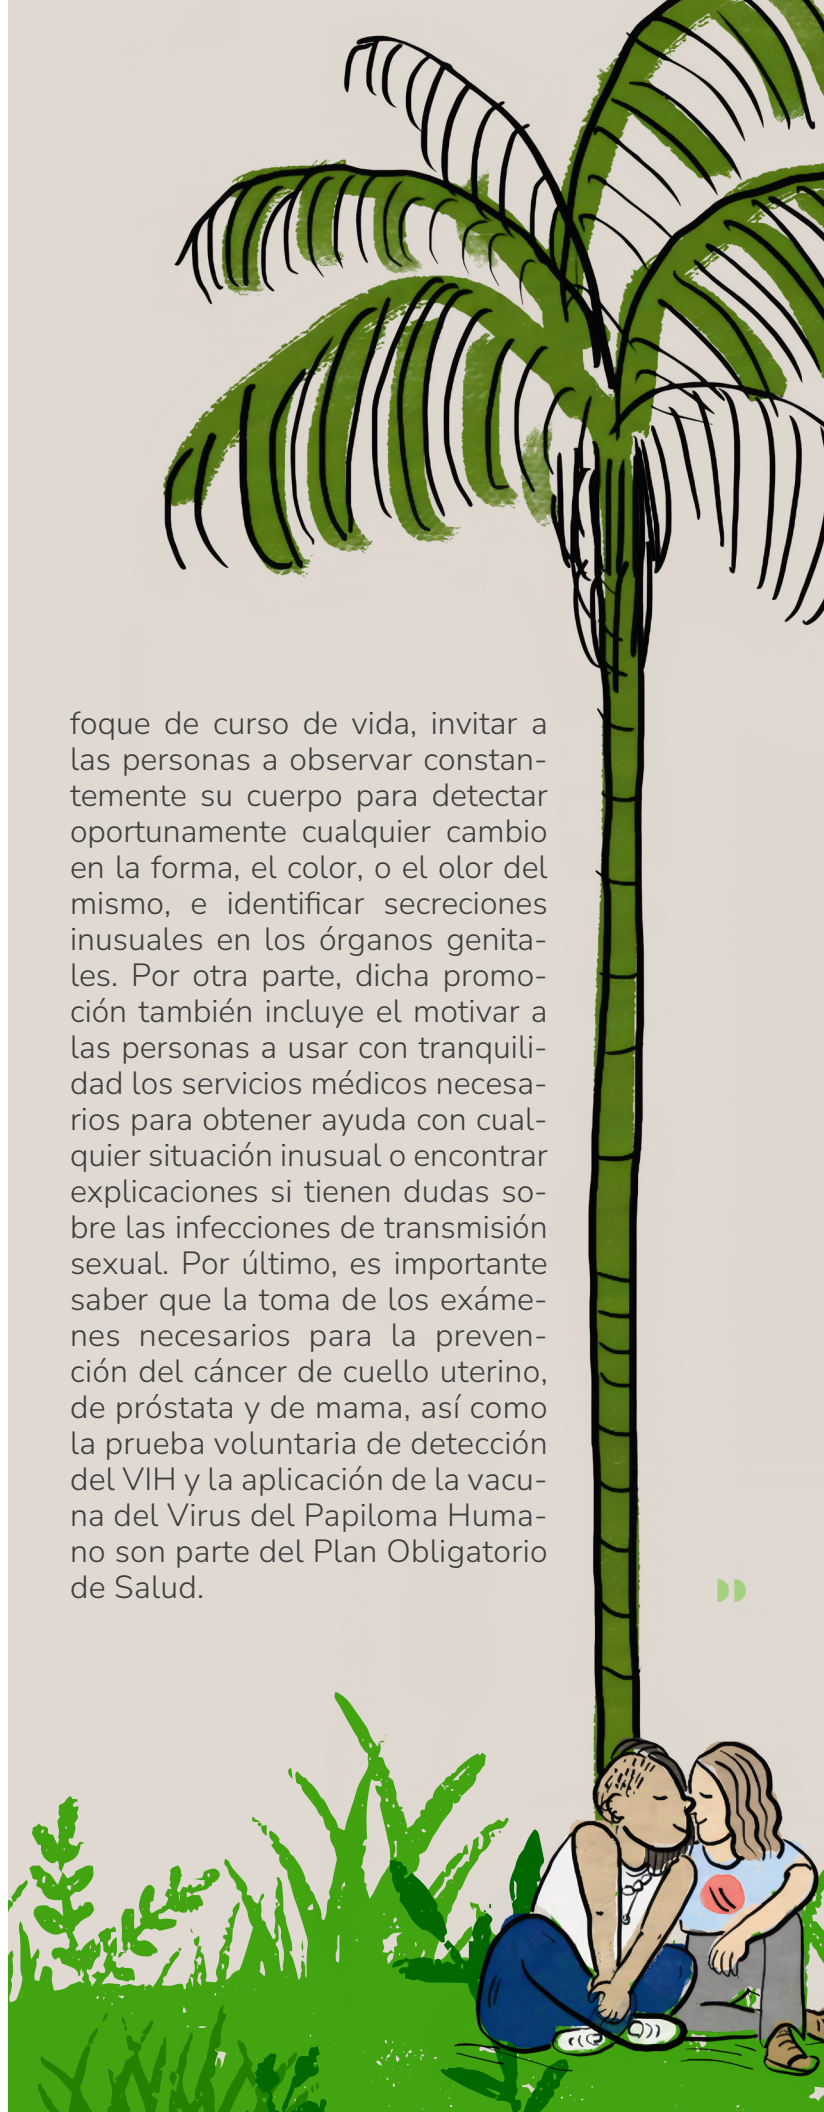 foque de curso de vida, invitar a
las personas a observar constan-
temente su cuerpo para detectar
oportunamente cualquier cambio
en la forma, el color, o el olor del
mismo, e identificar secreciones
inusuales en los órganos genita-
les. Por otra parte, dicha promo-
ción también incluye el motivar a
las personas a usar con tranquili-
dad los servicios médicos necesa-
rios para obtener ayuda con cual-
quier situación inusual o encontrar
explicaciones si tienen dudas so-
bre las infecciones de transmisión
sexual. Por último, es importante
saber que la toma de los exáme-
nes necesarios para la preven-
ción del cáncer de cuello uterino,
de próstata y de mama, así como
la prueba voluntaria de detección
del VIH y la aplicación de la vacu-
na del Virus del Papiloma Huma-
no son parte del Plan Obligatorio
de Salud.